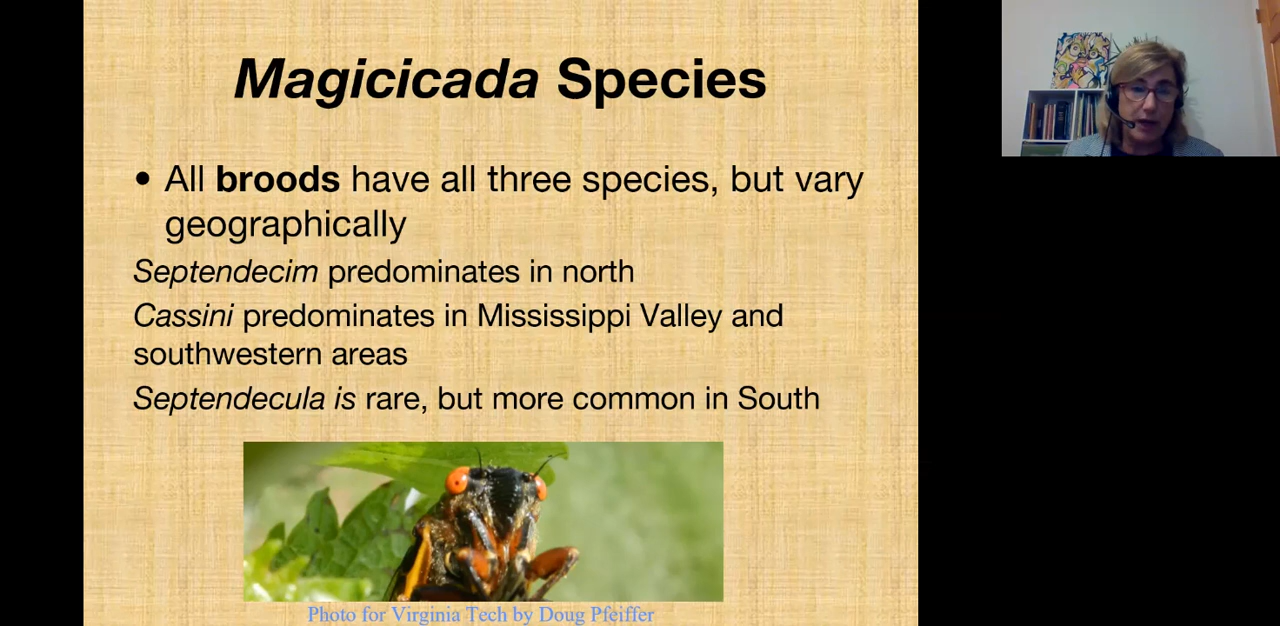 Magicicada Species
• All broods have all three species, but vary
geographically
Septendecim predominates in north
Cassini predominates in Mississippi Valley and
southwestern areas
Septendecula is rare, but more common in South
Photo for Virginia Tech by Doug Pfeiffer